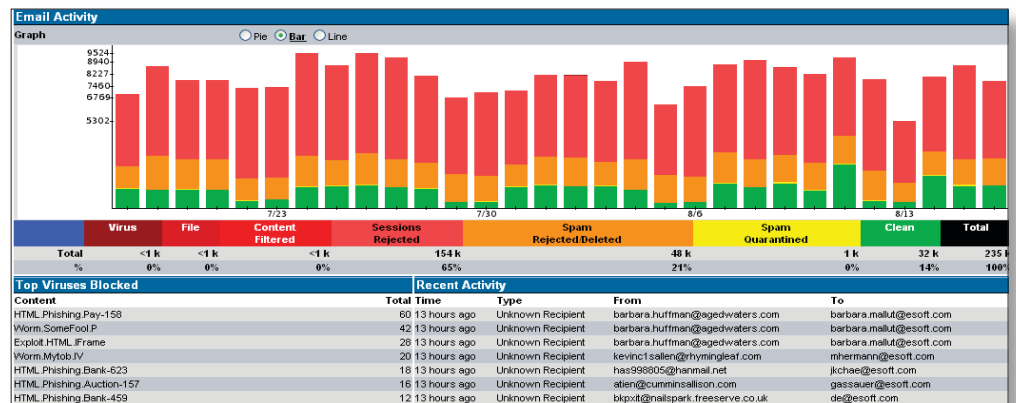 Email Activity
Graph Pie Bar Line
9524
8940
8227
7460
6769
5302
7/23 7/30 8/6 8/13
Virus File Content Filtered Sessions Rejected Spam Rejected/Deleted Spam Quarantined Clean Total
Total <1 k <1 k <1 k 154 k 48 k 1 k 32 k 235 k
% 0% 0% 0% 65% 21% 0% 14% 100%
Top Viruses Blocked Recent Activity
Content Total Time Type From To
HTML.Phishing.Pay-158 60 13 hours ago Unknown Recipient barbara.huffman@agedwaters.com barbara.mallut@esoft.com
Worm.SomeFool.P 42 13 hours ago Unknown Recipient barbara.huffman@agedwaters.com barbara.mallut@esoft.com
Exploit.HTML.IFrame 28 13 hours ago Unknown Recipient barbara.huffman@agedwaters.com barbara.mallut@esoft.com
Worm.Mytob.IV 20 13 hours ago Unknown Recipient kevinc1sallen@rhymingleaf.com mhermann@esoft.com
HTML.Phishing.Bank-623 18 13 hours ago Unknown Recipient has998805@hanmail.net jkchae@esoft.com
HTML.Phishing.Auction-157 16 13 hours ago Unknown Recipient atien@cumminsallison.com gassauer@esoft.com
HTML.Phishing.Bank-459 12 13 hours ago Unknown Recipient bkpxit@nailspark.freeserve.co.uk de@esoft.com